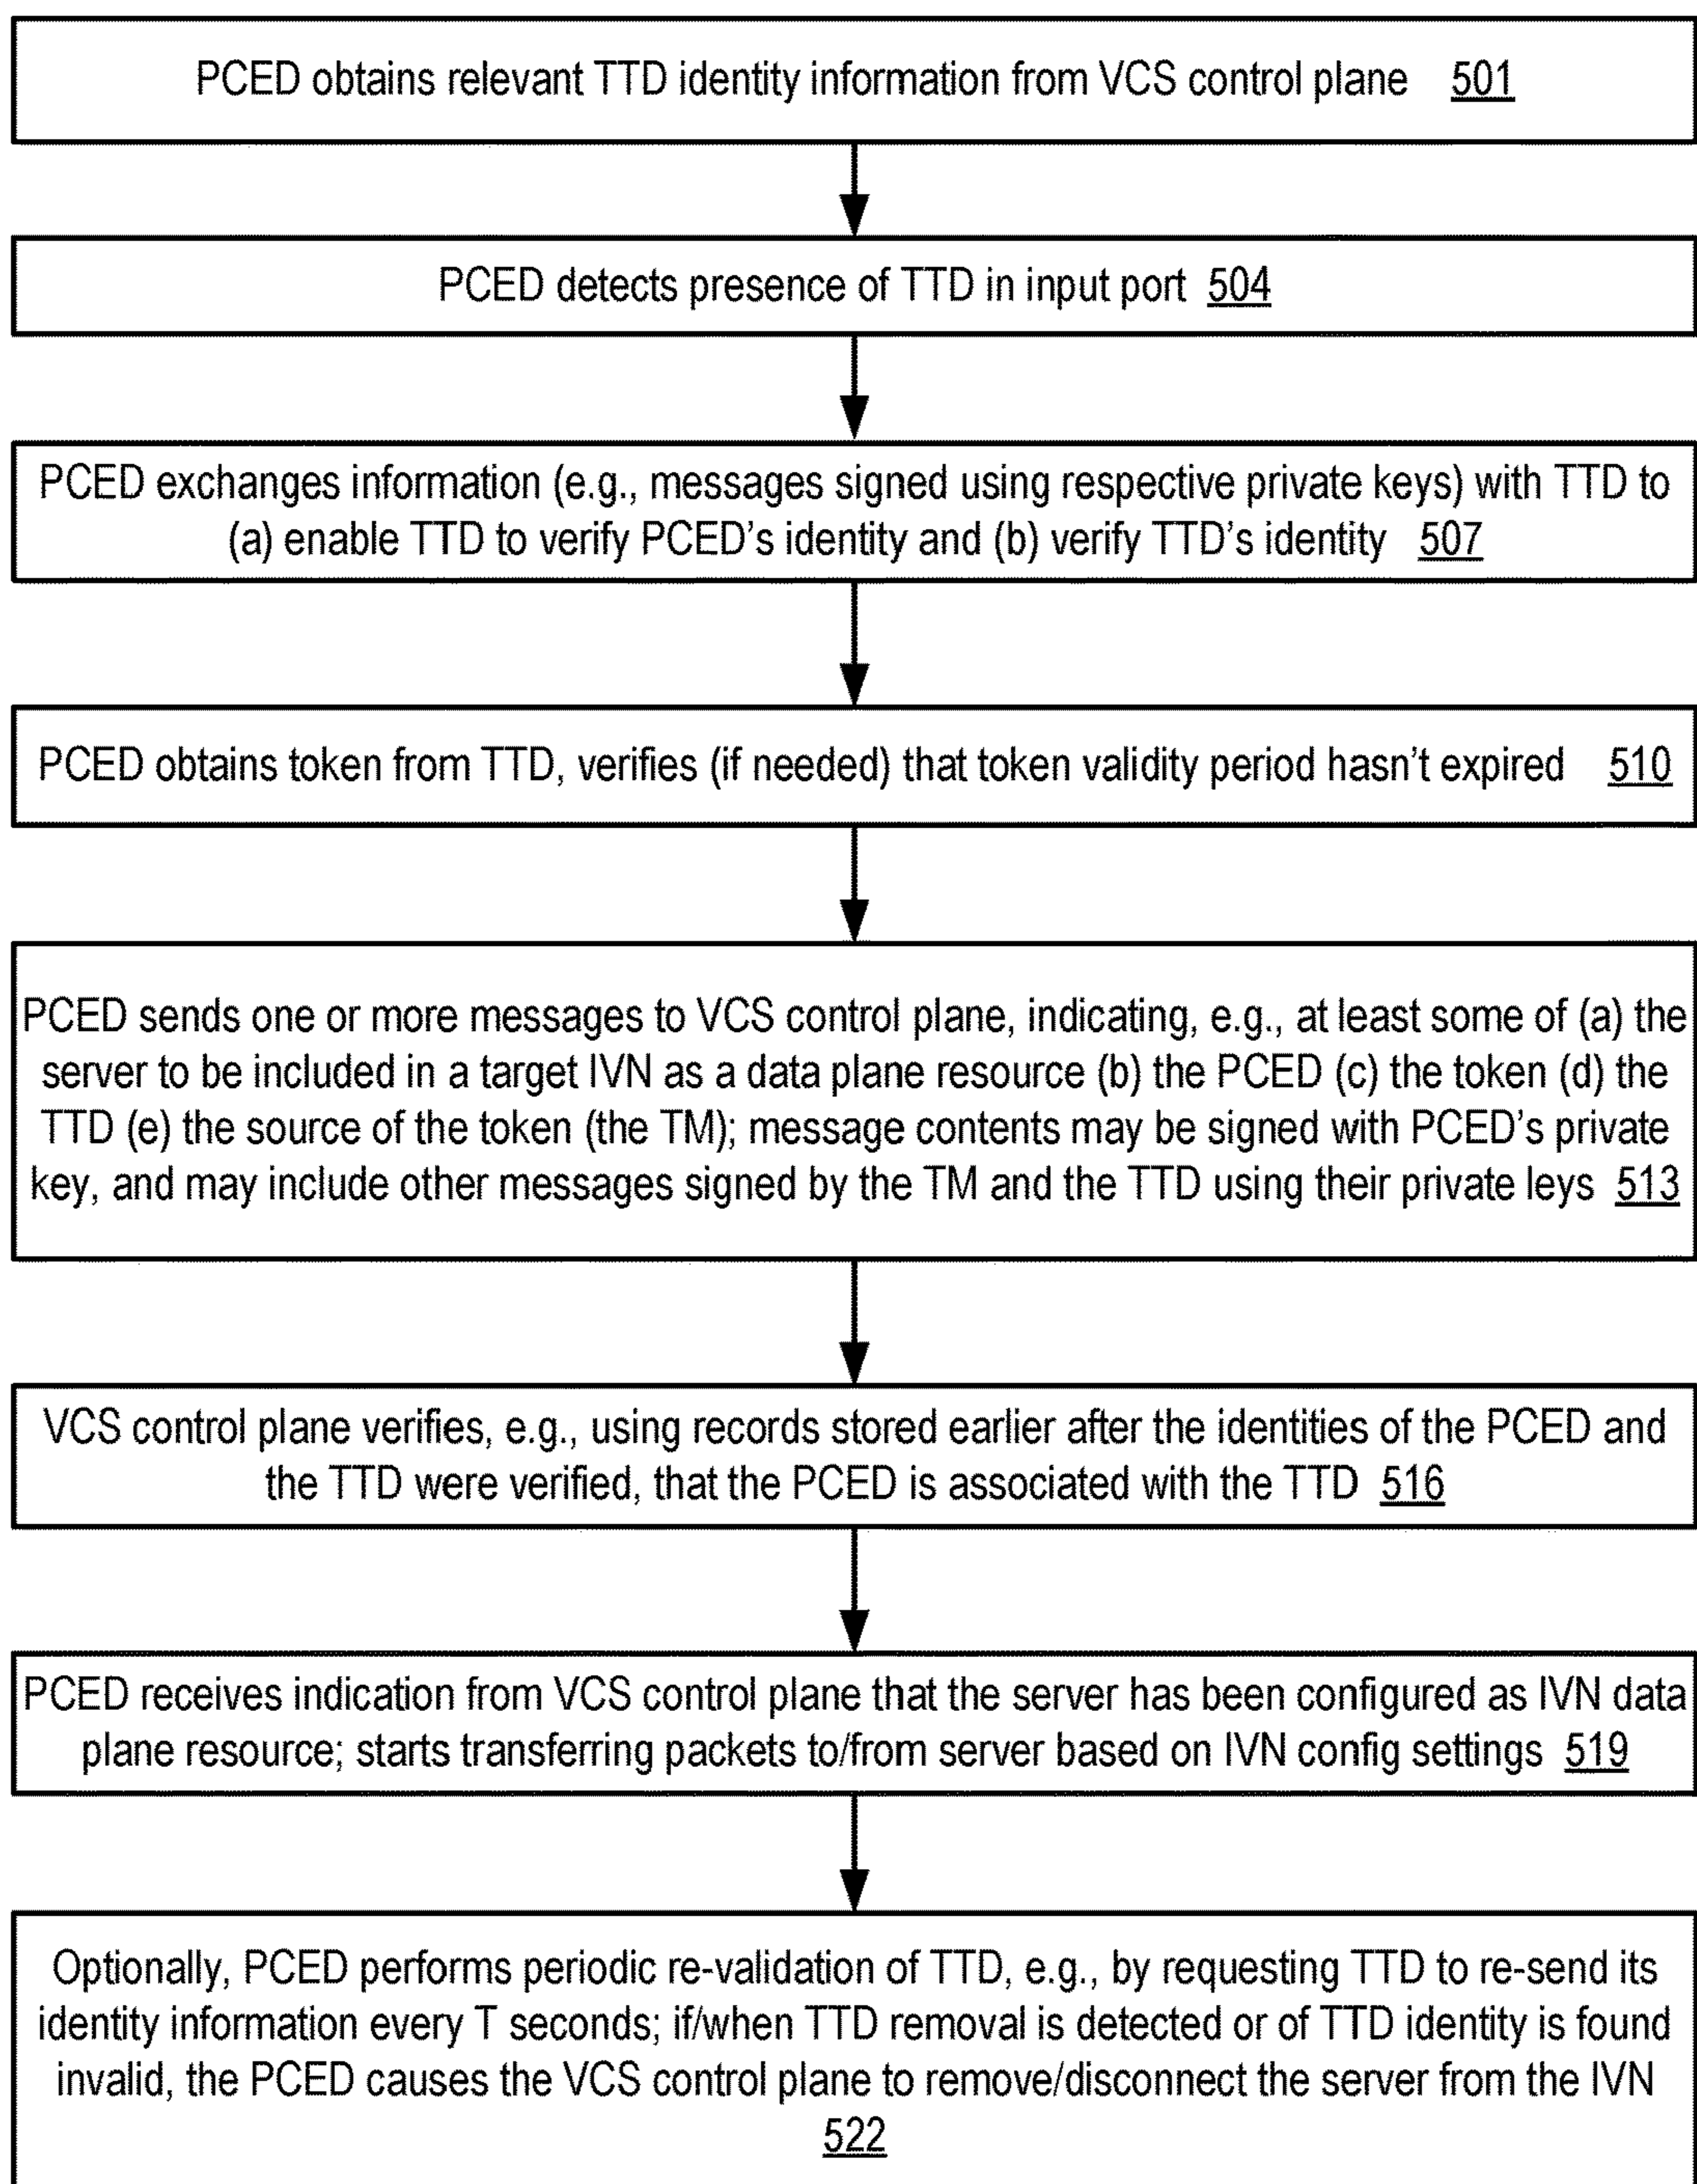 PCED obtains relevant TTD identity information from VCS control plane 501
PCED detects presence of TTD in input port 504
PCED exchanges information (e.g., messages signed using respective private keys) with TTD to
(a) enable TTD to verify PCED's identity and (b) verify TTD's identity 507
PCED obtains token from TTD, verifies (if needed) that token validity period hasn't expired 510
PCED sends one or more messages to VCS control plane, indicating, e.g., at least some of (a) the
server to be included in a target IVN as a data plane resource (b) the PCED (c) the token (d) the
TTD (e) the source of the token (the TM); message contents may be signed with PCED's private
key, and may include other messages signed by the TM and the TTD using their private leys 513
VCS control plane verifies, e.g., using records stored earlier after the identities of the PCED and
the TTD were verified, that the PCED is associated with the TTD 516
PCED receives indication from VCS control plane that the server has been configured as IVN data
plane resource; starts transferring packets to/from server based on IVN config settings 519
Optionally, PCED performs periodic re-validation of TTD, e.g., by requesting TTD to re-send its
identity information every T seconds; if/when TTD removal is detected or of TTD identity is found
invalid, the PCED causes the VCS control plane to remove/disconnect the server from the IVN
522